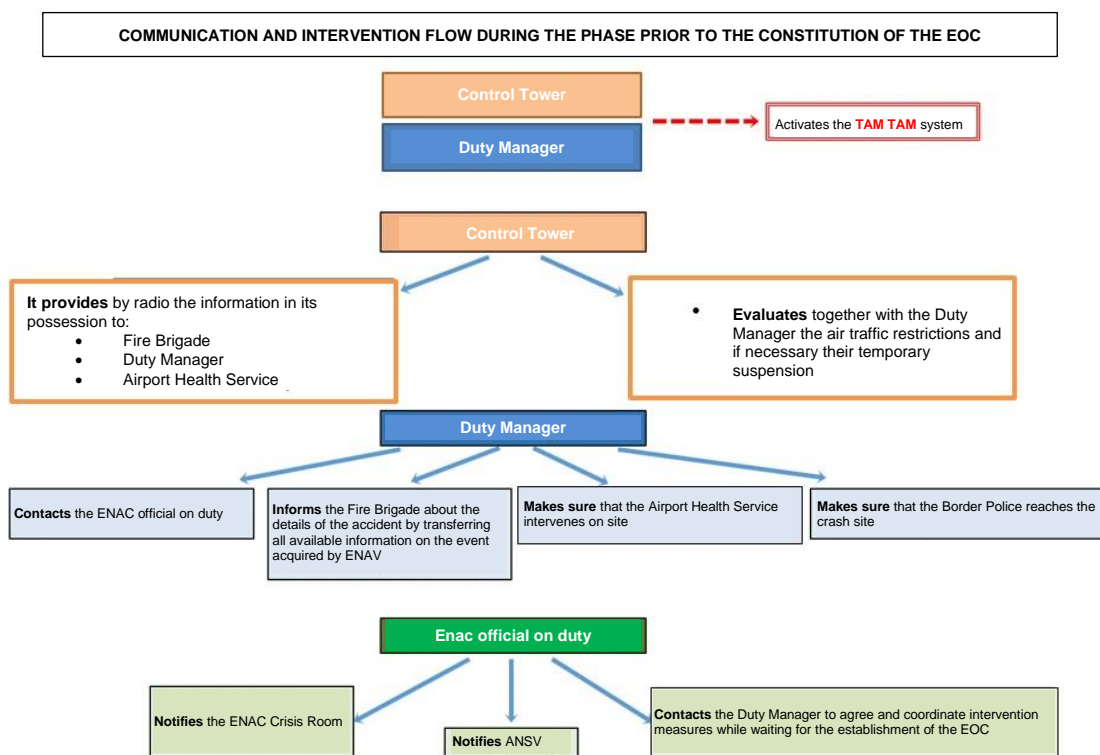 COMMUNICATION AND INTERVENTION FLOW DURING THE PHASE PRIOR TO THE CONSTITUTION OF THE EOC
Control Tower
Duty Manager
Activates the TAM TAM system
Control Tower
It provides by radio the information in its
possession to:
• Fire Brigade
• Duty Manager
• Airport Health Service
• Evaluates together with the Duty
Manager the air traffic restrictions and
if necessary their temporary
suspension
Duty Manager
Contacts the ENAC official on duty
Informs the Fire Brigade about the
details of the accident by transferring
all available information on the event
acquired by ENAV
Makes sure that the Airport Health Service
intervenes on site
Makes sure that the Border Police reaches the
crash site
Enac official on duty
Notifies the ENAC Crisis Room
Notifies ANSV
Contacts the Duty Manager to agree and coordinate intervention
measures while waiting for the establishment of the EOC